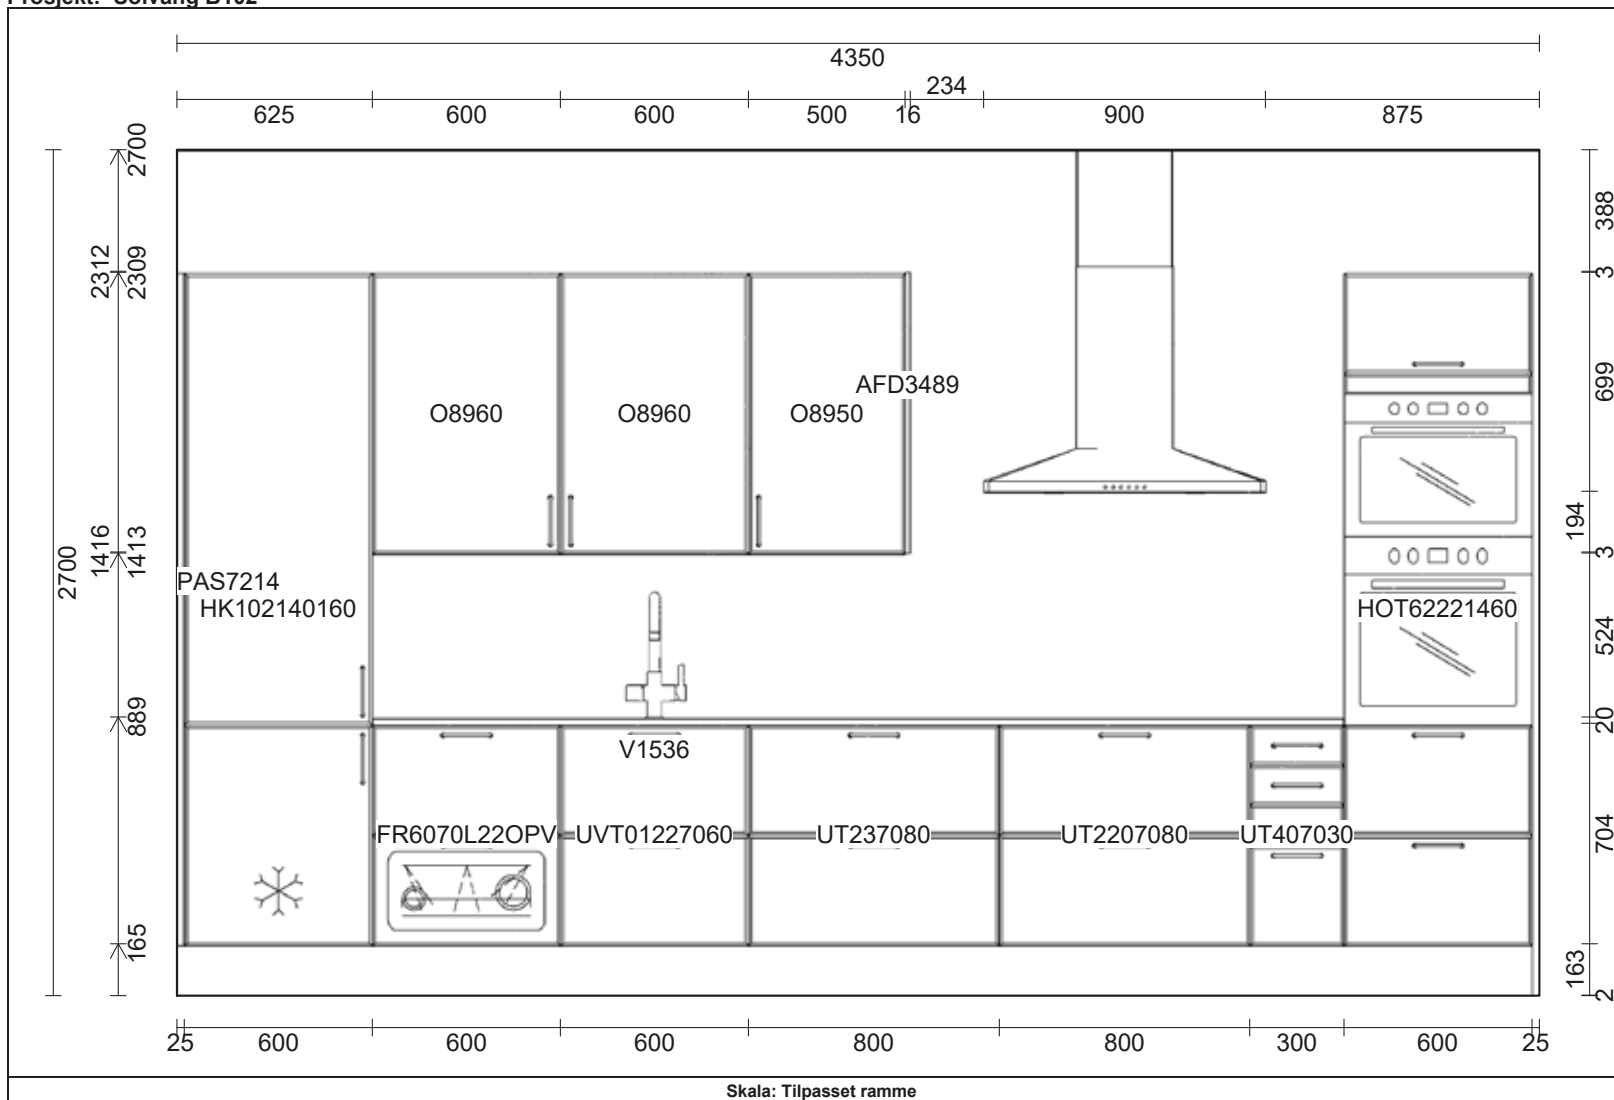 Prosjekt: Solvang B102
4350
234
625 600 600 500 16 900 875
2700
2312
2309
1416
1413
2700
889
165
388
3
699
194
3
524
20
704
163
2
AFD3489
O8960 O8960 O8950
PAS7214
HK102140160
HOT62221460
V1536
FR6070L22OPV UVT01227060 UT237080 UT2207080 UT407030
25 600 600 600 800 800 300 600 25
Skala: Tilpasset ramme